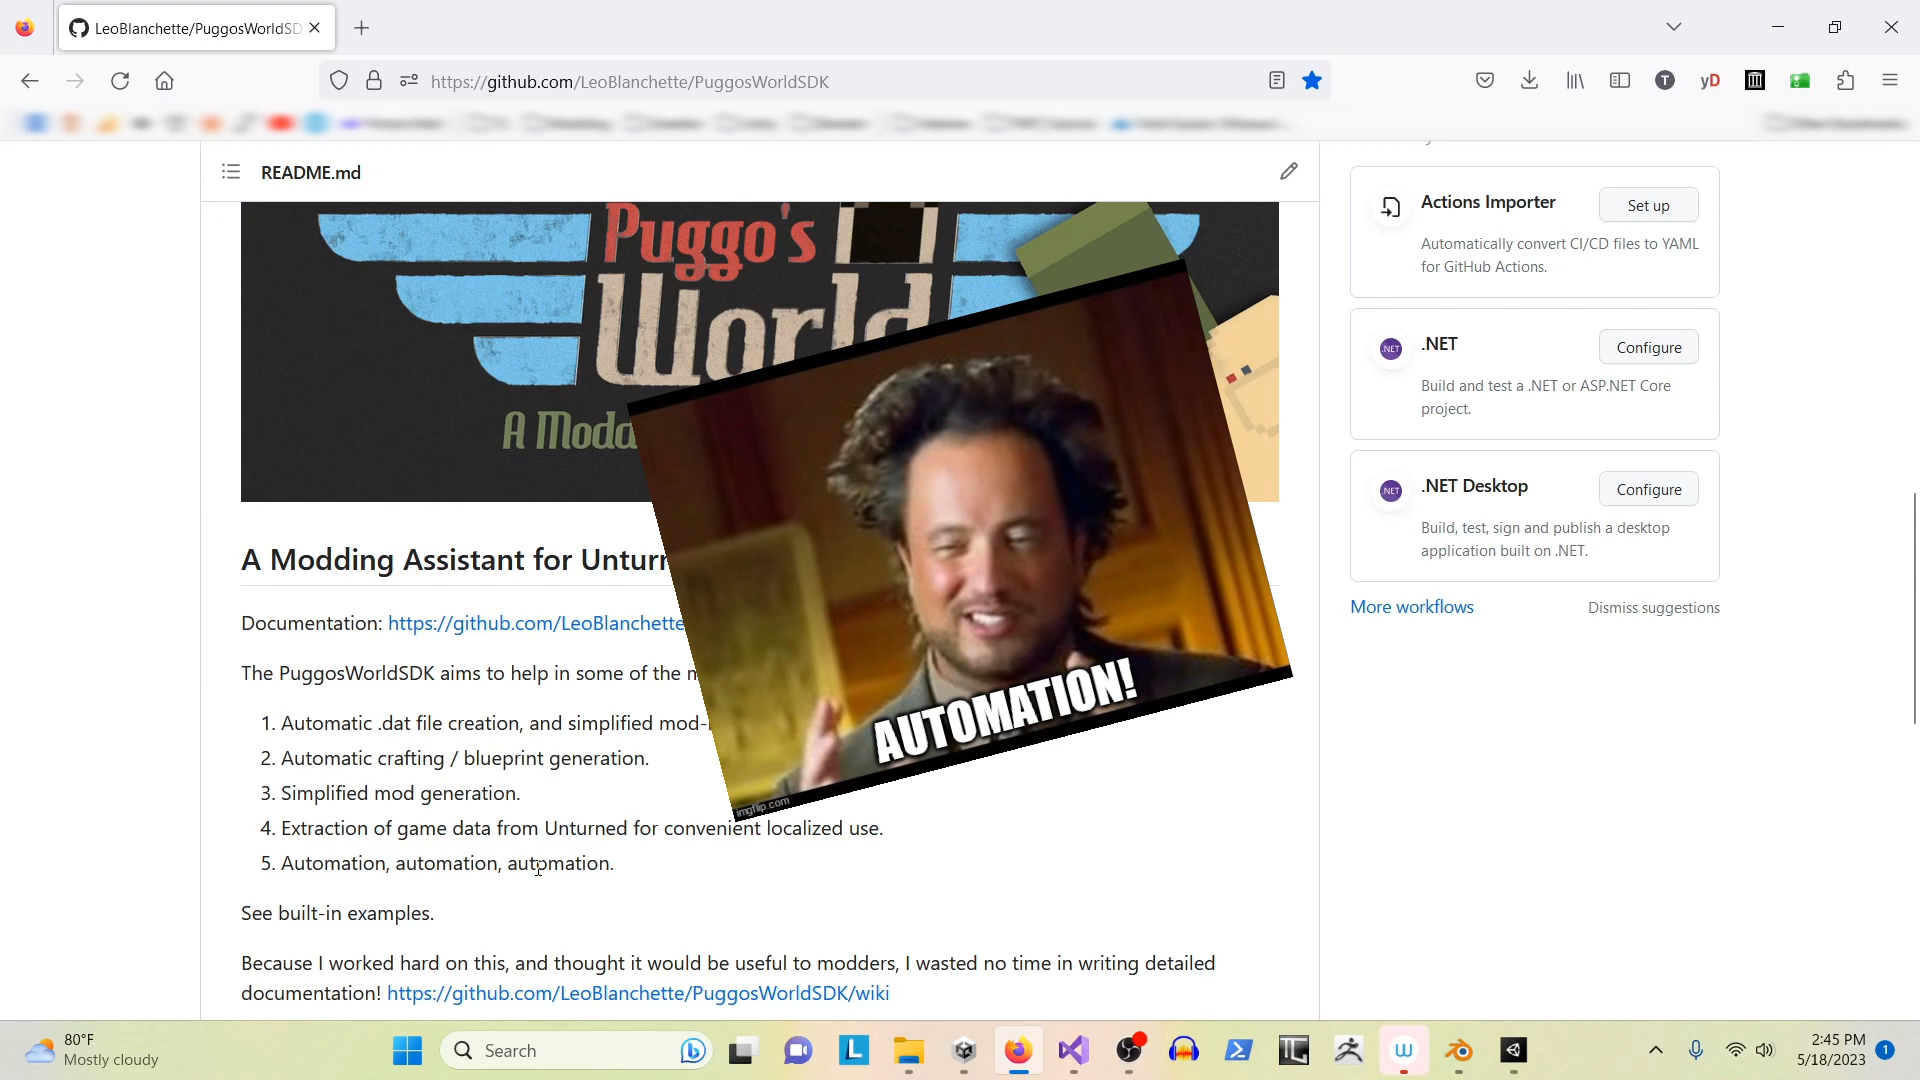 LeoBlanchette/PuggosWorldSD
https://github.com/LeoBlanchette/PuggosWorldSDK
T
yD
README.md
Puggo's
World
A Modd
A Modding Assistant for Unturn
Documentation: https://github.com/LeoBlanchette
The PuggosWorldSDK aims to help in some of the m
1. Automatic .dat file creation, and simplified mod-
2. Automatic crafting / blueprint generation.
3. Simplified mod generation.
4. Extraction of game data from Unturned for convenient localized use.
5. Automation, automation, automation.
See built-in examples.
Because I worked hard on this, and thought it would be useful to modders, I wasted no time in writing detailed
documentation! https://github.com/LeoBlanchette/PuggosWorldSDK/wiki
AUTOMATION!
imgflip.com
Actions Importer
Set up
Automatically convert CI/CD files to YAML
for GitHub Actions.
.NET
.NET
Configure
Build and test a .NET or ASP.NET Core
project.
.NET
.NET Desktop
Configure
Build, test, sign and publish a desktop
application built on .NET.
More workflows
Dismiss suggestions
80°F
Mostly cloudy
Search
L
W
2:45 PM
5/18/2023
1